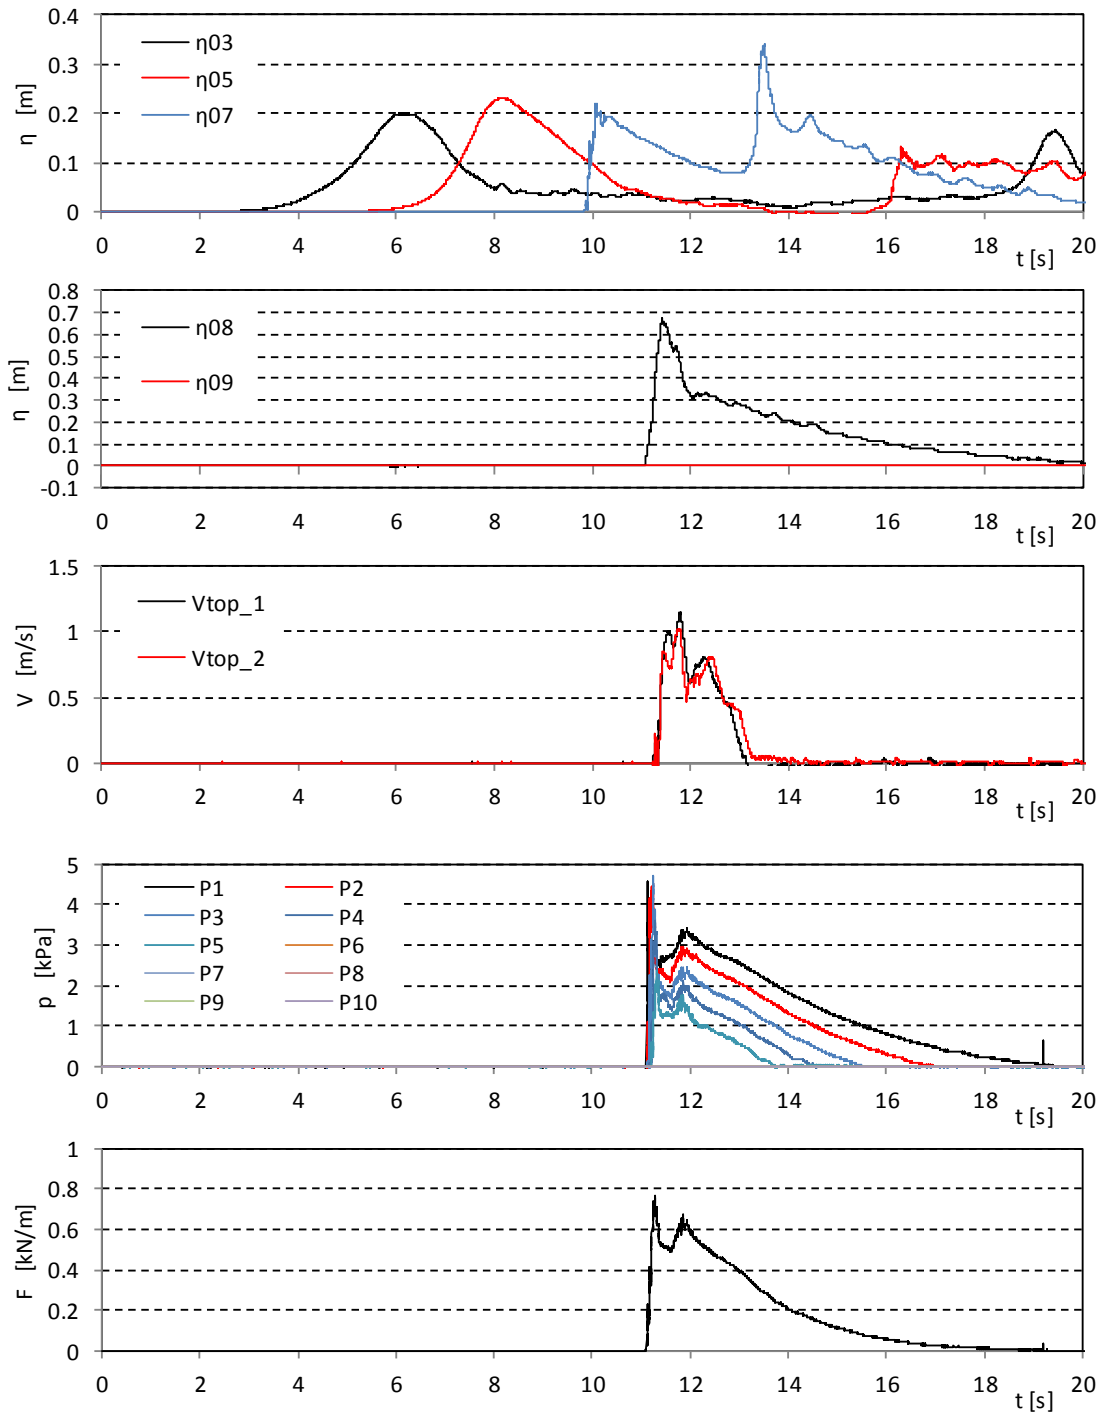 0.4
η03
0.3
η05
η [m]
η07
0.2
0.1
0
0 2 4 6 8 10 12 14 16 18 20
t [s]
0.8
0.7
η08
0.6
0.5
η [m]
0.4
η09
0.3
0.2
0.1
0
-0.1
0 2 4 6 8 10 12 14 16 18 20
t [s]
1.5
Vtop_1
1
V [m/s]
Vtop_2
0.5
0
0 2 4 6 8 10 12 14 16 18 20
t [s]
5
P1 P2
4
P3 P4
3
p [kPa]
P5 P6
P7 P8
2
P9 P10
1
0
0 2 4 6 8 10 12 14 16 18 20
t [s]
1
0.8
0.6
F [kN/m]
0.4
0.2
0
0 2 4 6 8 10 12 14 16 18 20
t [s]